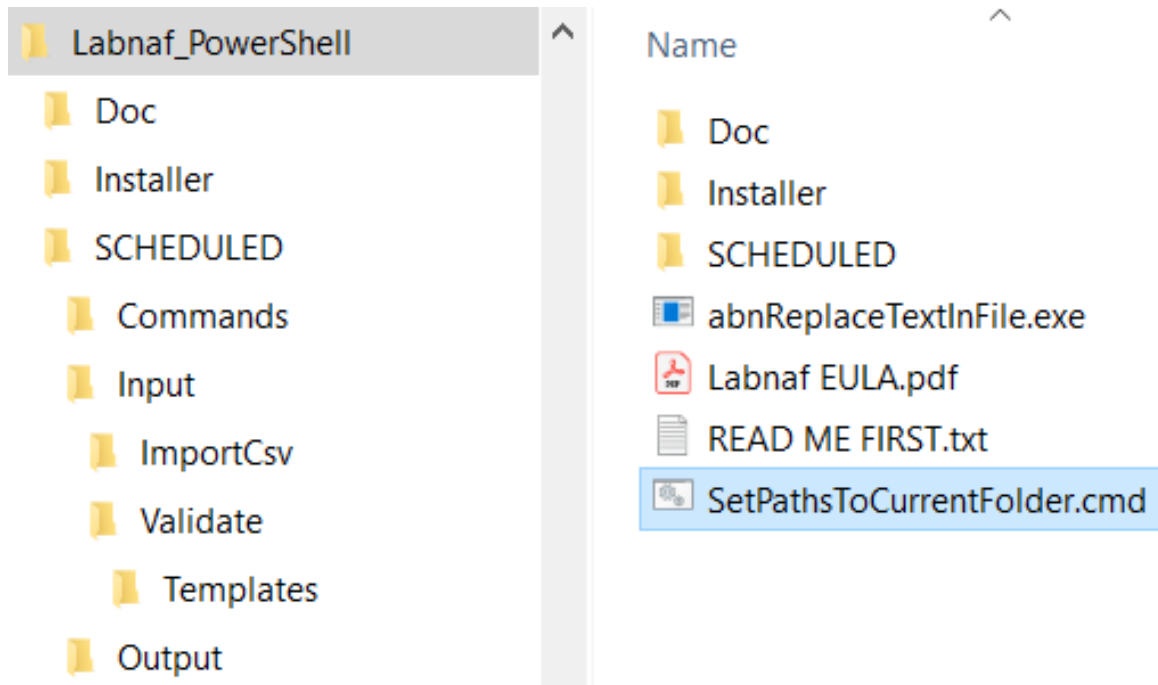 Labnaf_PowerShell
Doc
Installer
SCHEDULED
Commands
Input
ImportCsv
Validate
Templates
Output
Name
Doc
Installer
SCHEDULED
abnReplaceTextInFile.exe
Labnaf EULA.pdf
READ ME FIRST.txt
SetPathsToCurrentFolder.cmd